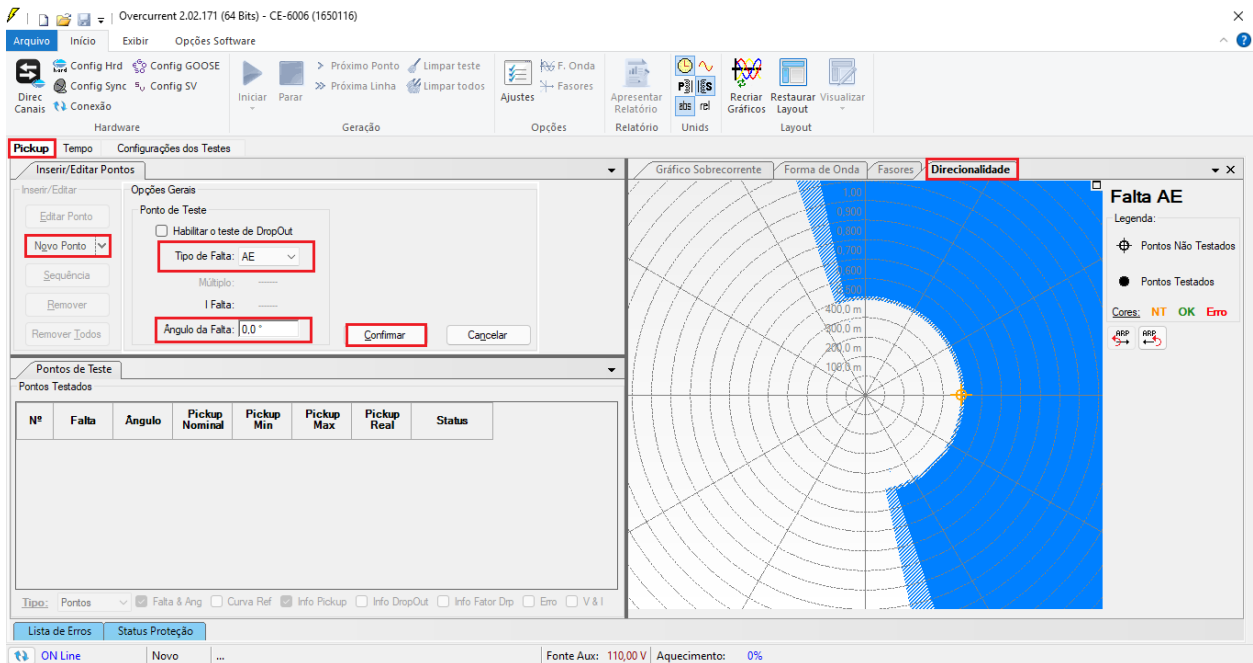 Overcurrent 2.02.171 (64 Bits) - CE-6006 (1650116)
Arquivo Início Exibir Opções Software
Direc Canais
Config Hrd
Config Sync
Conexão
Config GOOSE
Config SV
Hardware
Iniciar
Parar
Próximo Ponto
Próxima Linha
Limpar teste
Limpar todos
Geração
Ajustes
F. Onda
Fasores
Opções
Apresentar Relatório
Relatório
abs rel
Unids
Recriar Gráficos
Restaurar Layout
Visualizar
Layout
Pickup Tempo Configurações dos Testes
Inserir/Editar Pontos
Inserir/Editar
Editar Ponto
Novo Ponto
Sequência
Remover
Remover Todos
Opções Gerais
Ponto de Teste
Habilitar o teste de DropOut
Tipo de Falta: AE
Múltiplo: -----
I Falta: -----
Ângulo da Falta: 0,0 °
Confirmar
Cancelar
Pontos de Teste
Pontos Testados
Nº Falta Ângulo Pickup Nominal Pickup Min Pickup Max Pickup Real Status
Tipo: Pontos Falta & Ang Curva Ref Info Pickup Info DropOut Info Fator Drp Erro V & I
Gráfico Sobrecorrente Forma de Onda Fasores Direcionalidade
1,00
0,900
0,800
0,700
600
500
400,0 m
300,0 m
200,0 m
100,0 m
Falta AE
Legenda:
Pontos Não Testados
Pontos Testados
Cores: NT OK Erro
ARP ARP
Lista de Erros Status Proteção
ON Line Novo ... Fonte Aux: 110,00 V Aquecimento: 0%